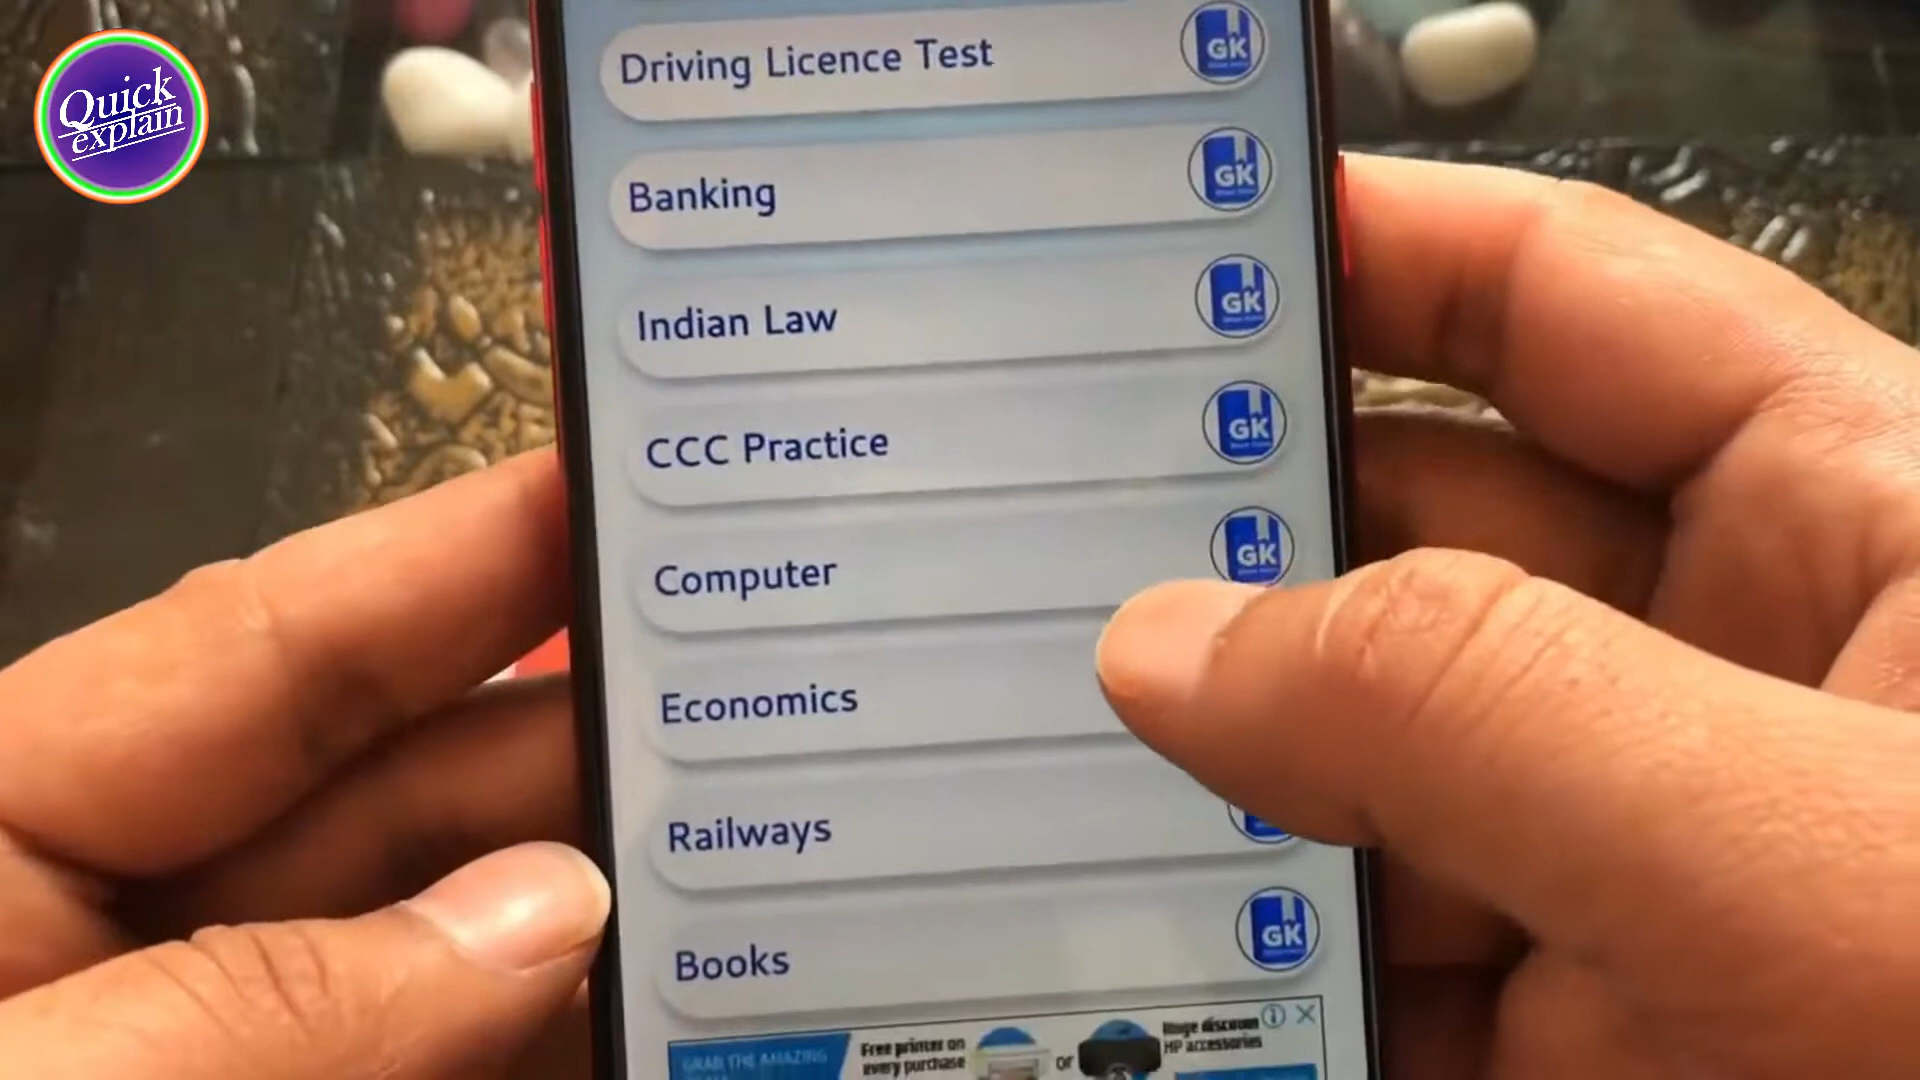 Quick
explain
Driving Licence Test
GK
Banking
GK
Indian Law
GK
CCC Practice
GK
Computer
GK
Economics
Railways
Books
GK
GRAB THE AMAZING
Free printer on
every purchase
or
Huge discount
HP accessories